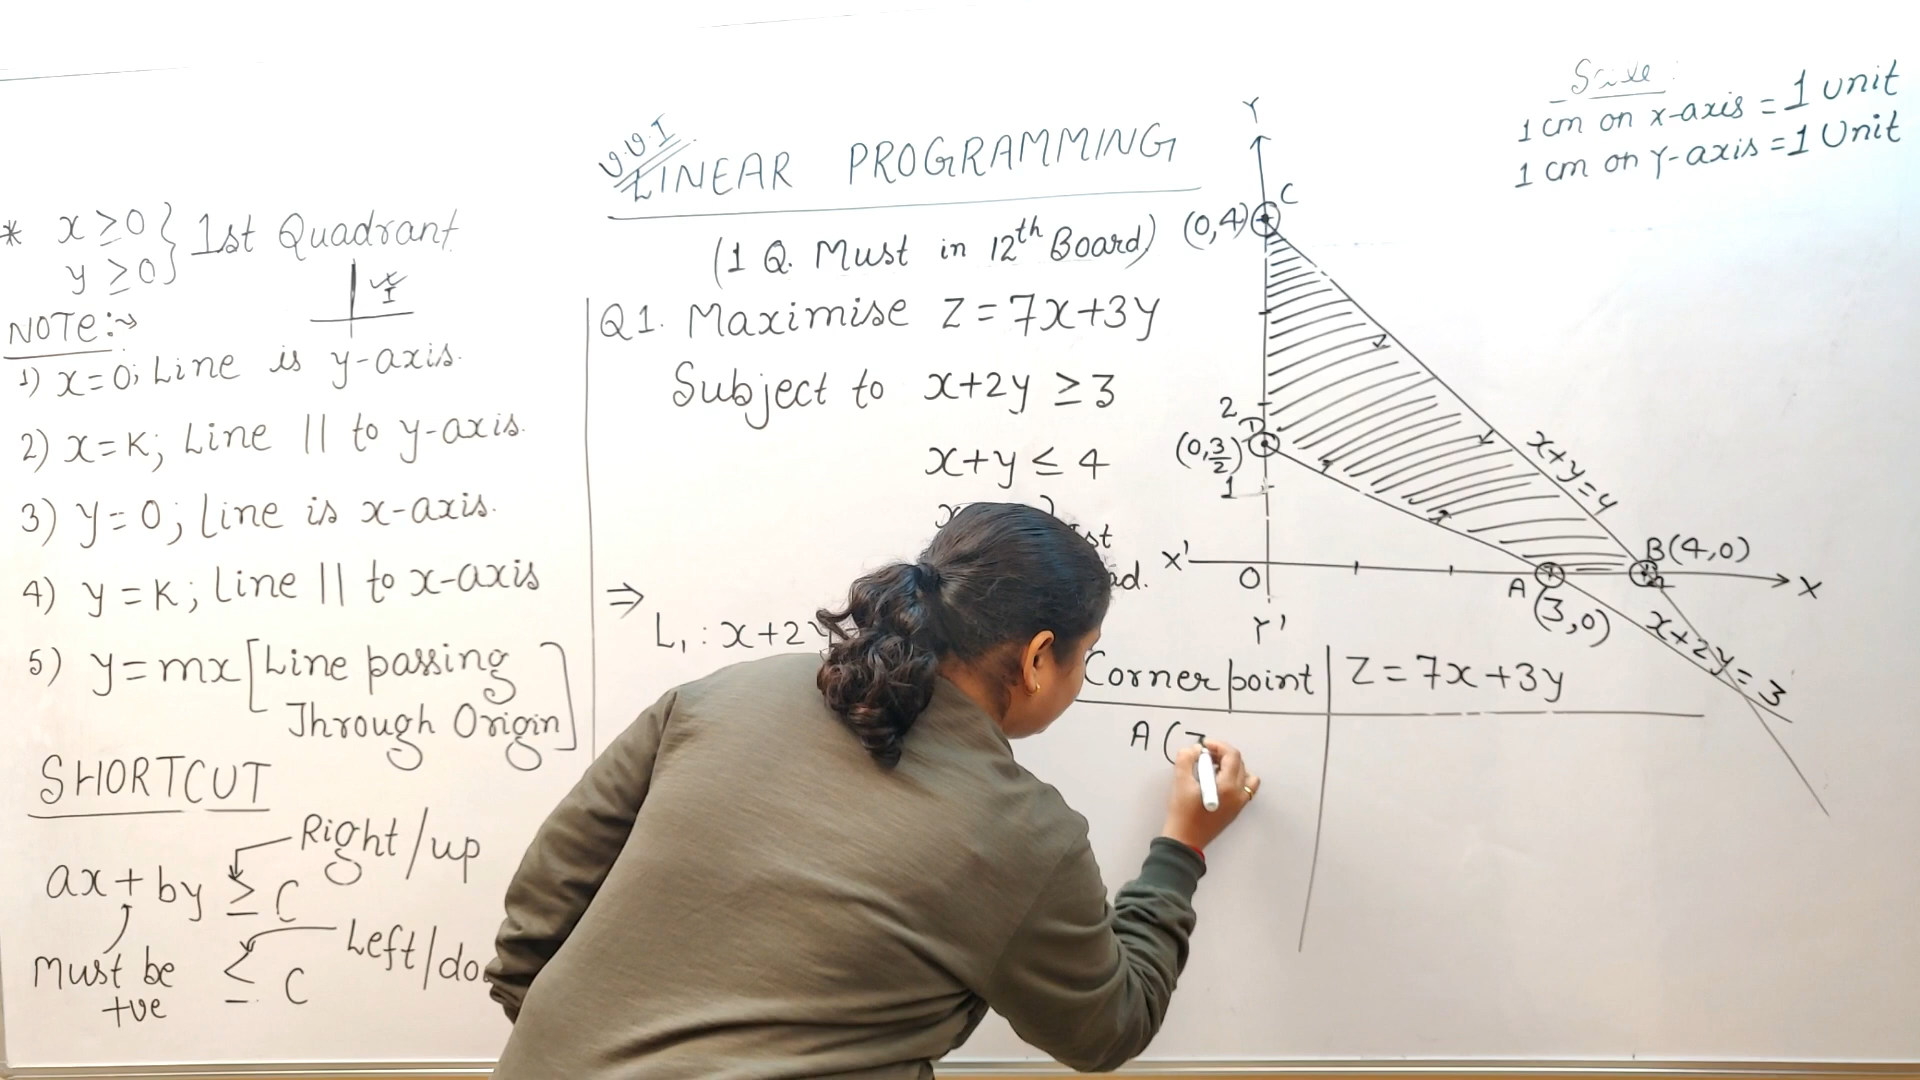 * x ≥ 0 } 1st Quadrant
y ≥ 0
I
NOTE:
1) x = 0; Line is y-axis.
2) x = K; Line || to y-axis.
3) y = 0; Line is x-axis.
4) y = K; Line || to x-axis
5) y = mx [Line passing
Through Origin]
SHORTCUT
Right/up
ax + by ≥ C
Left/do
Must be ≤ C
+ve
V.V.I
LINEAR PROGRAMMING
(1 Q. Must in 12th Board)
Q1. Maximise Z = 7x+3y
Subject to x+2y ≥ 3
x+y ≤ 4
⇒
L₁ : x+2y
Scale:
1 cm on x-axis = 1 unit
1 cm on Y-axis = 1 Unit
Y
C
(0,4)
2
D
(0,3/2)
1
x+y=4
B(4,0)
X' O X
A
(3,0)
Y'
x+2y=3
Corner point | Z = 7x+3y
A (